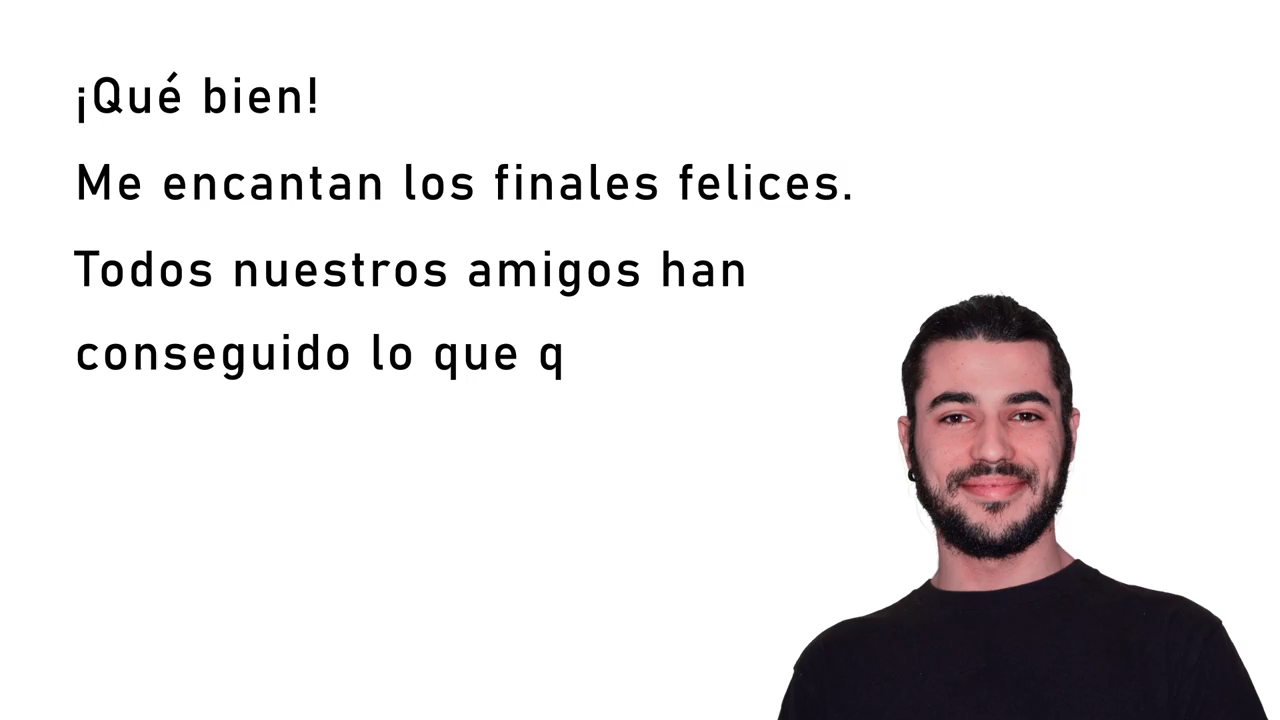 ¡Qué bien!
Me encantan los finales felices.
Todos nuestros amigos han
conseguido lo que q